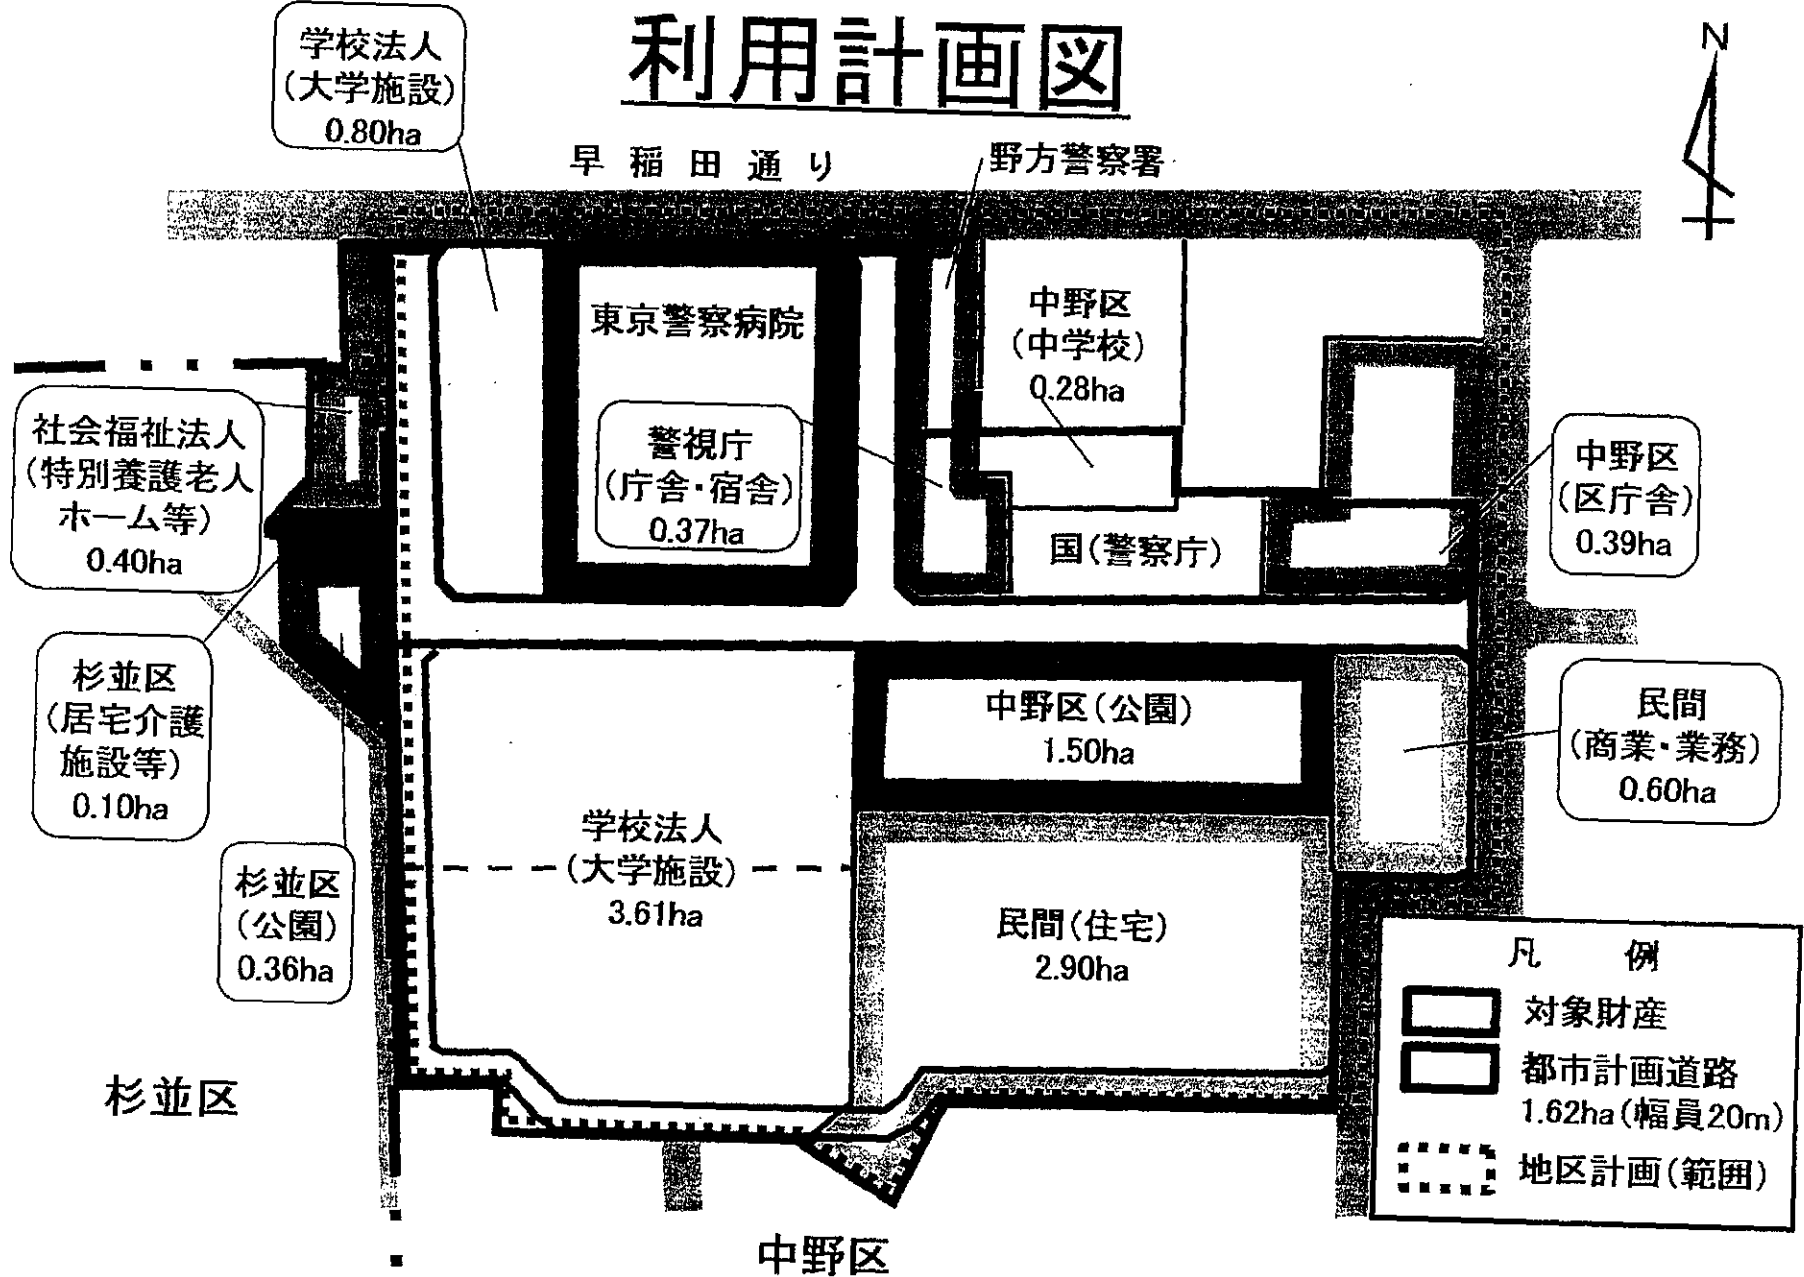 利用計画図
N
学校法人
(大学施設)
0.80ha
早稲田通り
野方警察署
東京警察病院
中野区
(中学校)
0.28ha
社会福祉法人
(特別養護老人
ホーム等)
0.40ha
警視庁
(庁舎・宿舎)
0.37ha
国(警察庁)
中野区
(区庁舎)
0.39ha
杉並区
(居宅介護
施設等)
0.10ha
中野区(公園)
1.50ha
民間
(商業・業務)
0.60ha
学校法人
(大学施設)
3.61ha
杉並区
(公園)
0.36ha
民間(住宅)
2.90ha
凡 例
対象財産
都市計画道路
1.62ha(幅員20m)
地区計画(範囲)
杉並区
中野区